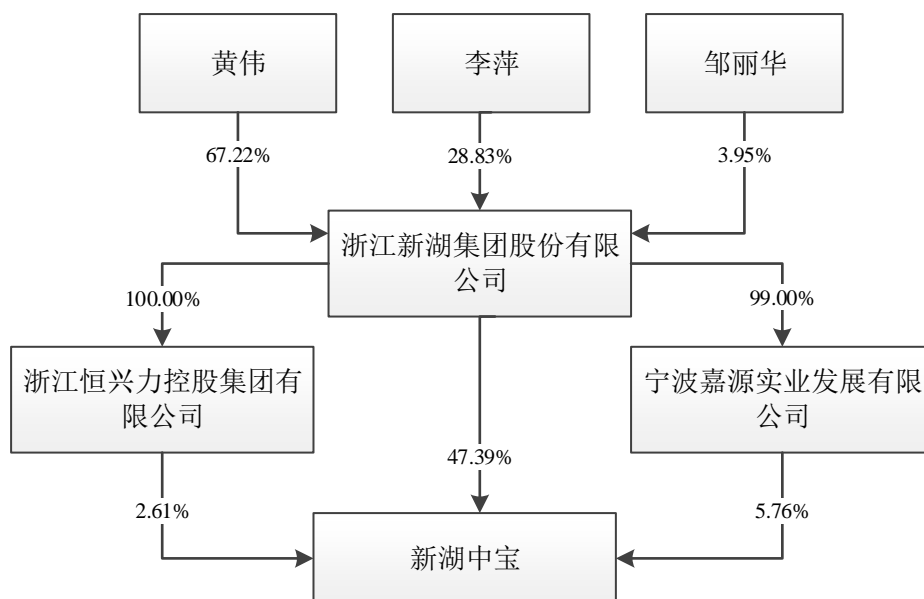 黄伟
李萍
邹丽华
67.22%
28.83%
3.95%
浙江新湖集团股份有限
公司
100.00%
99.00%
浙江恒兴力控股集团有
限公司
宁波嘉源实业发展有限
公司
47.39%
2.61%
5.76%
新湖中宝